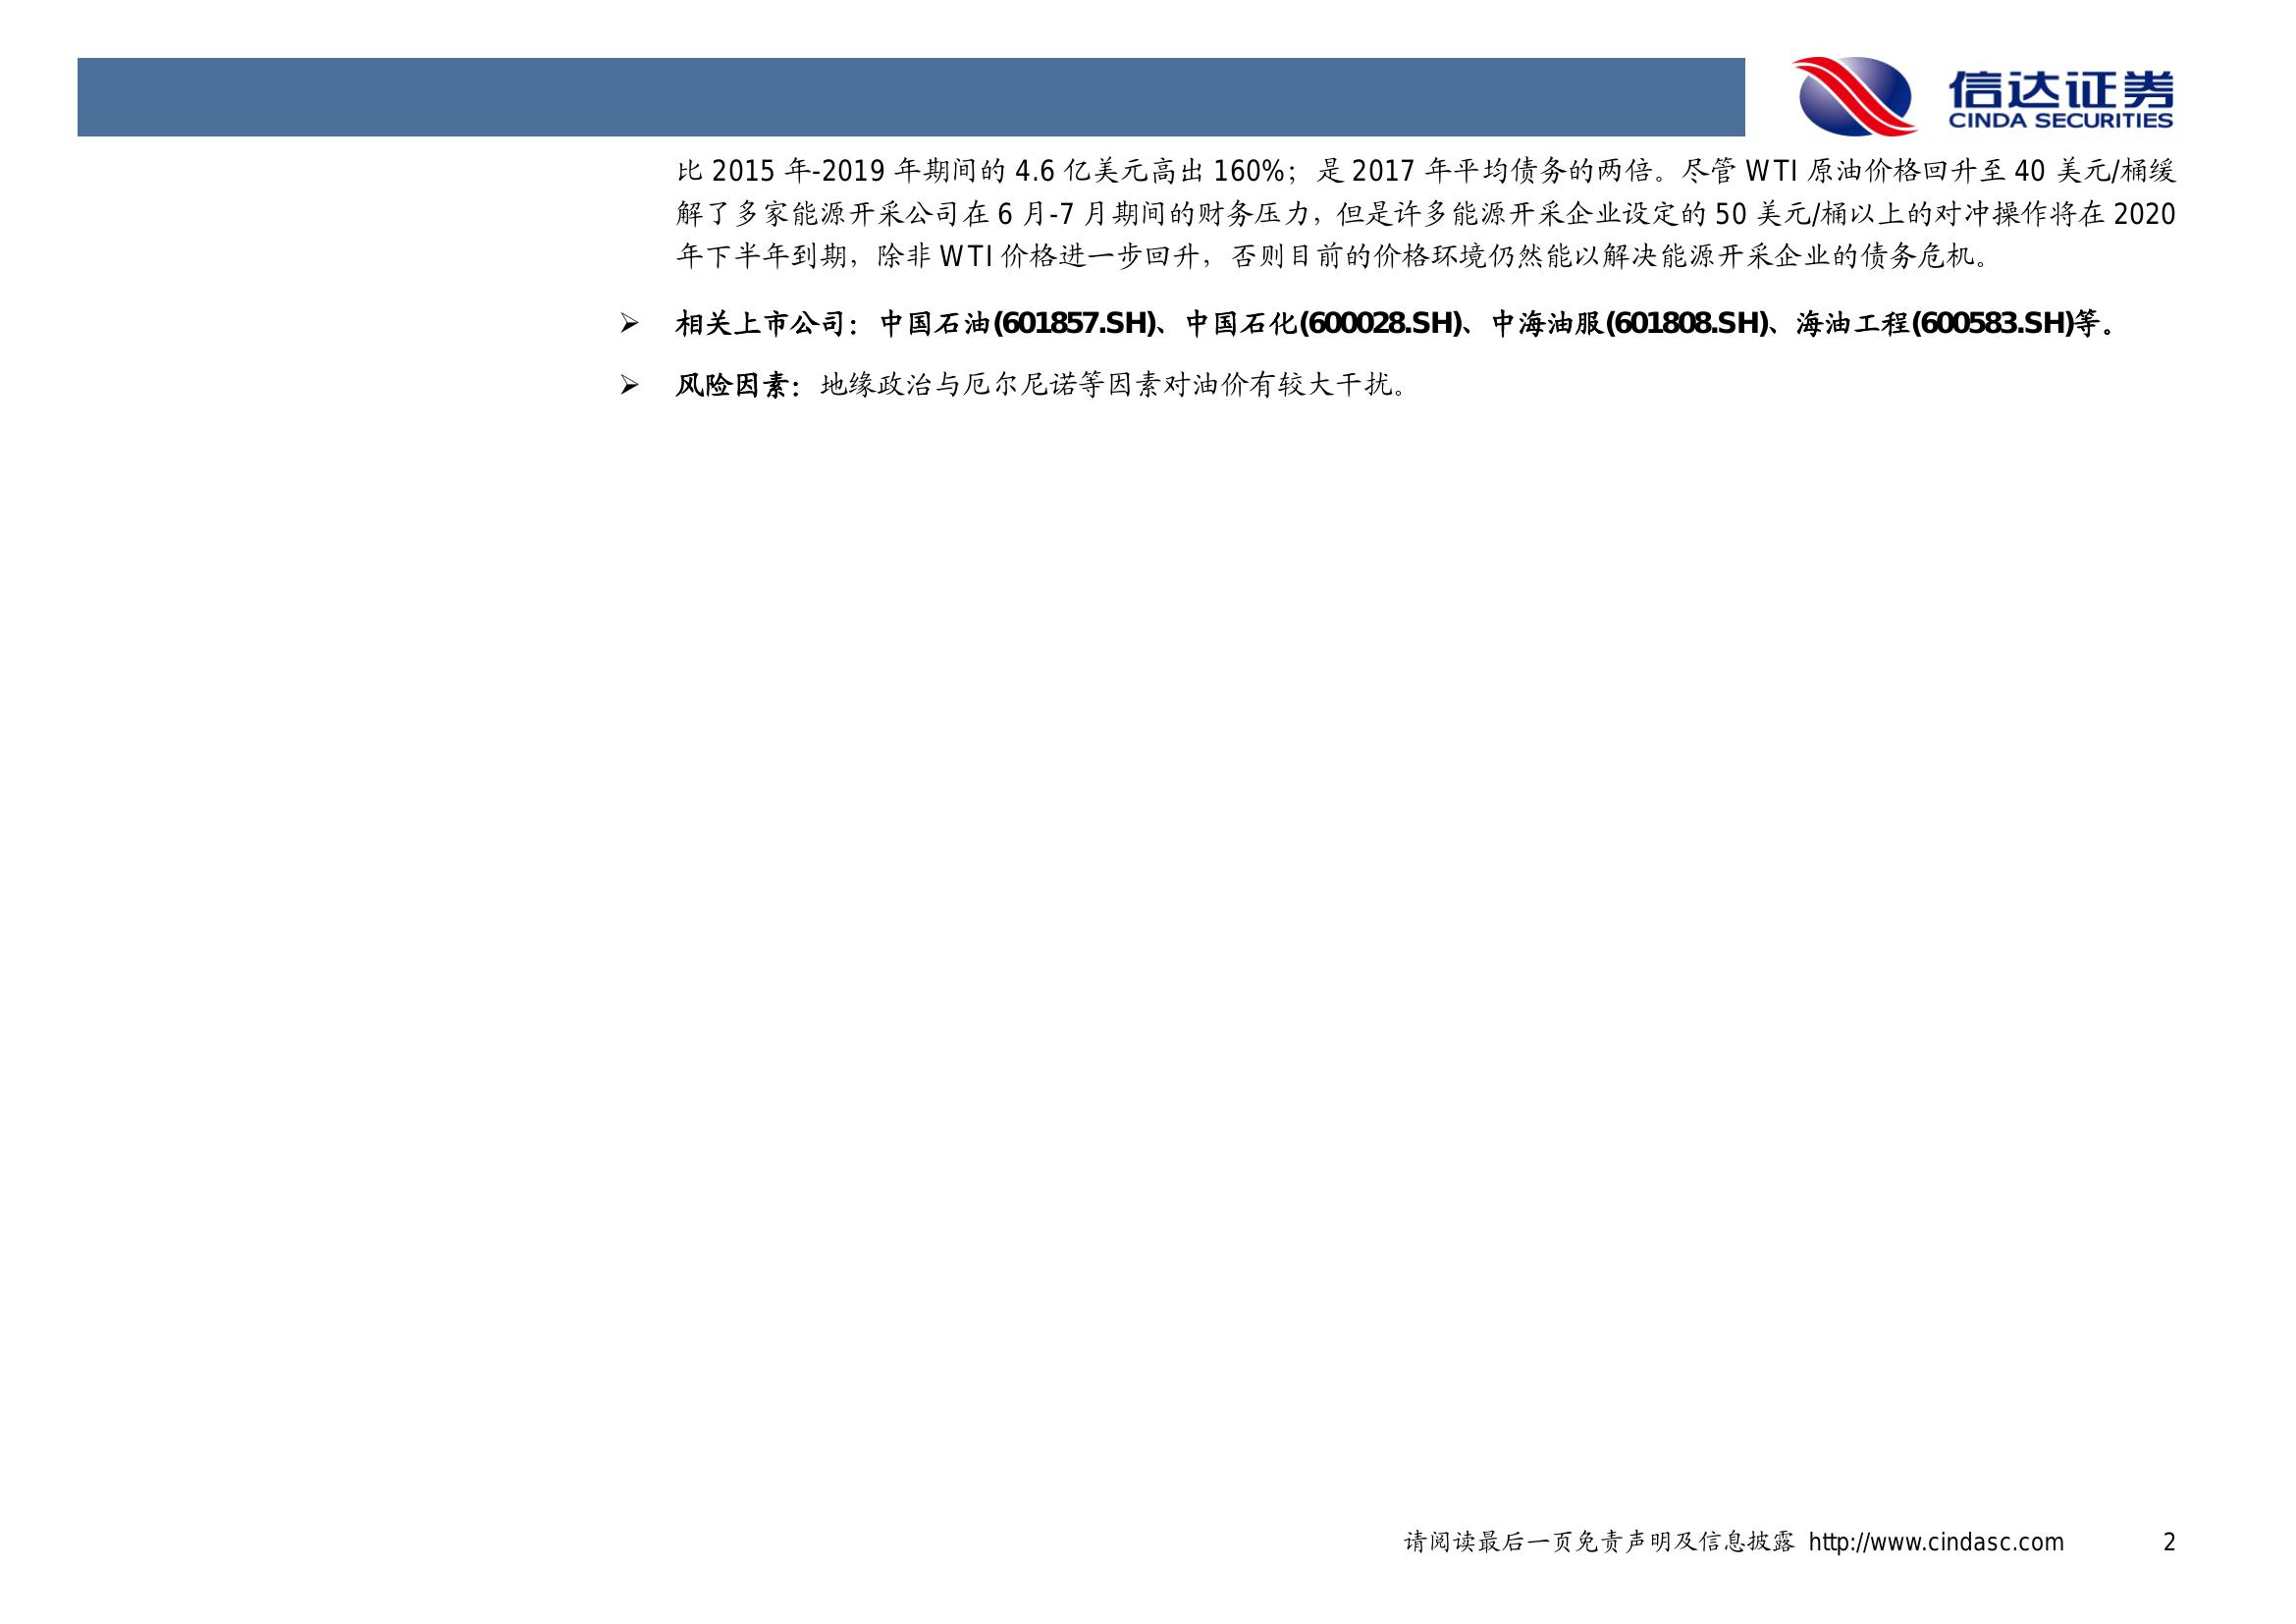 信达证券
CINDA SECURITIES
比 2015 年-2019 年期间的 4.6 亿美元高出 160%；是 2017 年平均债务的两倍。尽管 WTI 原油价格回升至 40 美元/桶缓
解了多家能源开采公司在 6 月-7 月期间的财务压力，但是许多能源开采企业设定的 50 美元/桶以上的对冲操作将在 2020
年下半年到期，除非 WTI 价格进一步回升，否则目前的价格环境仍然能以解决能源开采企业的债务危机。
➢ 相关上市公司：中国石油(601857.SH)、中国石化(600028.SH)、中海油服(601808.SH)、海油工程(600583.SH)等。
➢ 风险因素：地缘政治与厄尔尼诺等因素对油价有较大干扰。
请阅读最后一页免责声明及信息披露 http://www.cindasc.com 2